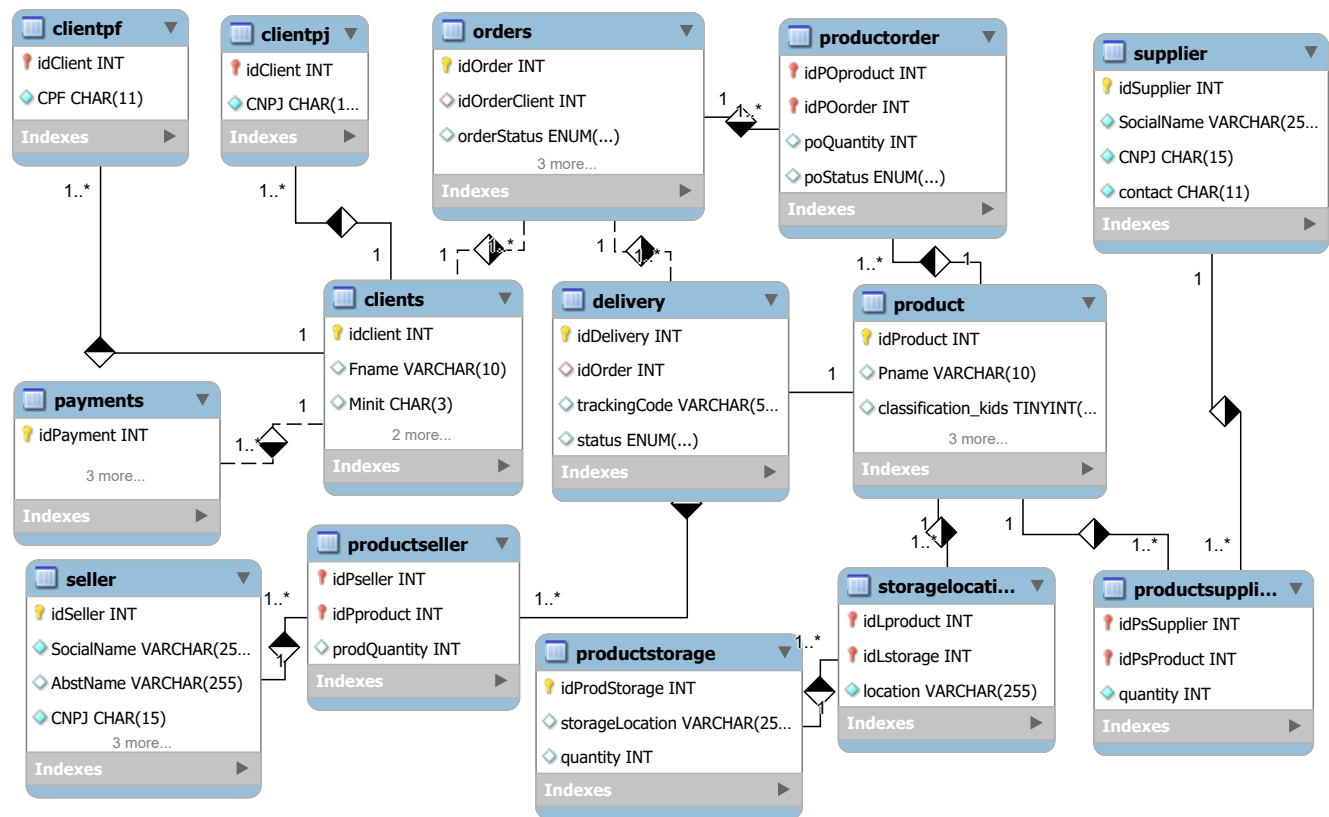 clientpf
idClient INT
CPF CHAR(11)
Indexes
clientpj
idClient INT
CNPJ CHAR(1...
Indexes
orders
idOrder INT
idOrderClient INT
orderStatus ENUM(...)
3 more...
Indexes
productorder
idPOproduct INT
idPOorder INT
poQuantity INT
poStatus ENUM(...)
Indexes
supplier
idSupplier INT
SocialName VARCHAR(25...
CNPJ CHAR(15)
contact CHAR(11)
Indexes
1
1..*
1..*
1..*
1
1
1..*
1
1..*
1..*
1
1
clients
idclient INT
Fname VARCHAR(10)
Minit CHAR(3)
2 more...
Indexes
delivery
idDelivery INT
idOrder INT
trackingCode VARCHAR(5...
status ENUM(...)
Indexes
product
idProduct INT
Pname VARCHAR(10)
classification_kids TINYINT(...
3 more...
Indexes
1
1
payments
idPayment INT
3 more...
Indexes
1
1..*
1
1..*
1
1..*
1..*
seller
idSeller INT
SocialName VARCHAR(25...
AbstName VARCHAR(255)
CNPJ CHAR(15)
3 more...
Indexes
1..*
1
productseller
idPseller INT
idPproduct INT
prodQuantity INT
Indexes
1..*
productstorage
idProdStorage INT
storageLocation VARCHAR(25...
quantity INT
Indexes
1..*
1
storagelocati...
idLproduct INT
idLstorage INT
location VARCHAR(255)
Indexes
productsuppli...
idPsSupplier INT
idPsProduct INT
quantity INT
Indexes